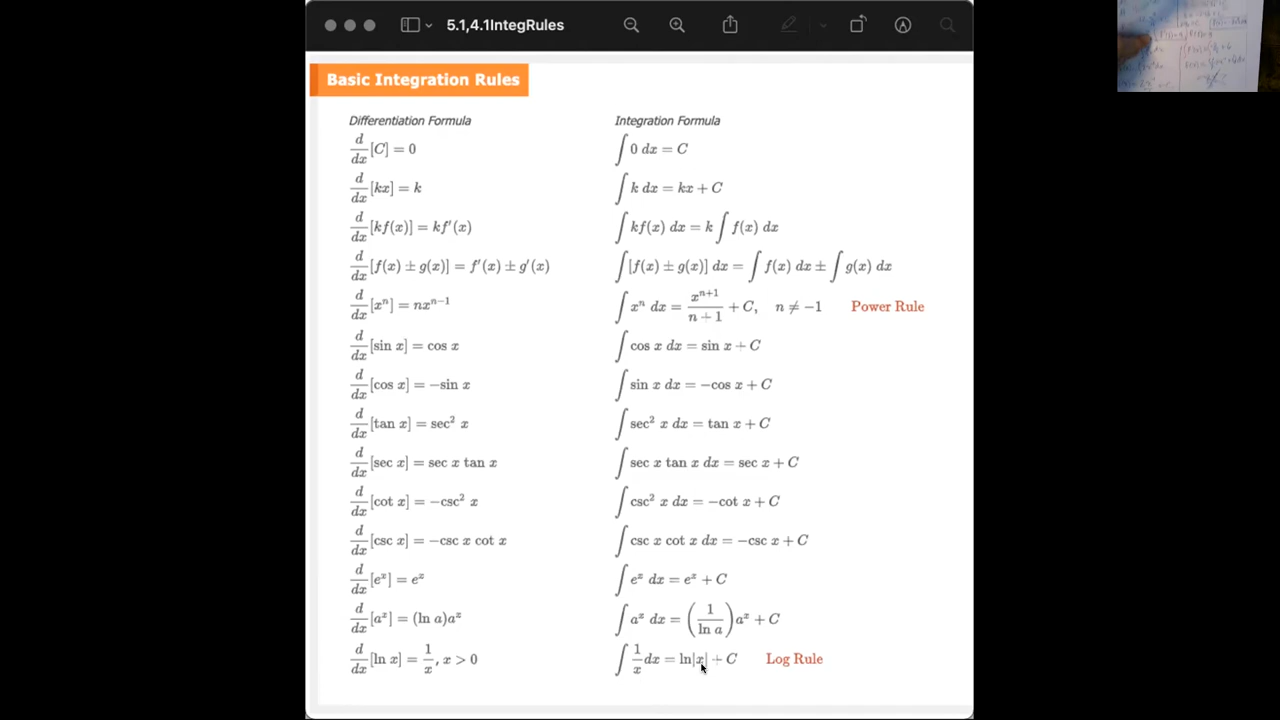 5.1,4.1IntegRules
Basic Integration Rules
Differentiation Formula Integration Formula
d/dx [C] = 0 ∫ 0 dx = C
d/dx [kx] = k ∫ k dx = kx + C
d/dx [kf(x)] = kf′(x) ∫ kf(x) dx = k ∫ f(x) dx
d/dx [f(x) ± g(x)] = f′(x) ± g′(x) ∫ [f(x) ± g(x)] dx = ∫ f(x) dx ± ∫ g(x) dx
d/dx [xⁿ] = nxⁿ⁻¹ ∫ xⁿ dx = xⁿ⁺¹/(n + 1) + C, n ≠ −1 Power Rule
d/dx [sin x] = cos x ∫ cos x dx = sin x + C
d/dx [cos x] = −sin x ∫ sin x dx = −cos x + C
d/dx [tan x] = sec² x ∫ sec² x dx = tan x + C
d/dx [sec x] = sec x tan x ∫ sec x tan x dx = sec x + C
d/dx [cot x] = −csc² x ∫ csc² x dx = −cot x + C
d/dx [csc x] = −csc x cot x ∫ csc x cot x dx = −csc x + C
d/dx [eˣ] = eˣ ∫ eˣ dx = eˣ + C
d/dx [aˣ] = (ln a)aˣ ∫ aˣ dx = (1/ln a) aˣ + C
d/dx [ln x] = 1/x, x > 0 ∫ 1/x dx = ln|x| + C Log Rule